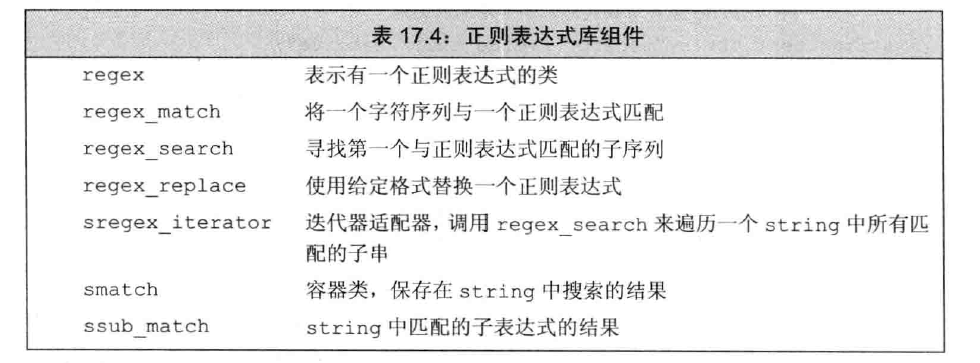 表 17.4：正则表达式库组件
regex 表示有一个正则表达式的类
regex_match 将一个字符序列与一个正则表达式匹配
regex_search 寻找第一个与正则表达式匹配的子序列
regex_replace 使用给定格式替换一个正则表达式
sregex_iterator 迭代器适配器，调用 regex_search 来遍历一个 string 中所有匹
配的子串
smatch 容器类，保存在 string 中搜索的结果
ssub_match string 中匹配的子表达式的结果